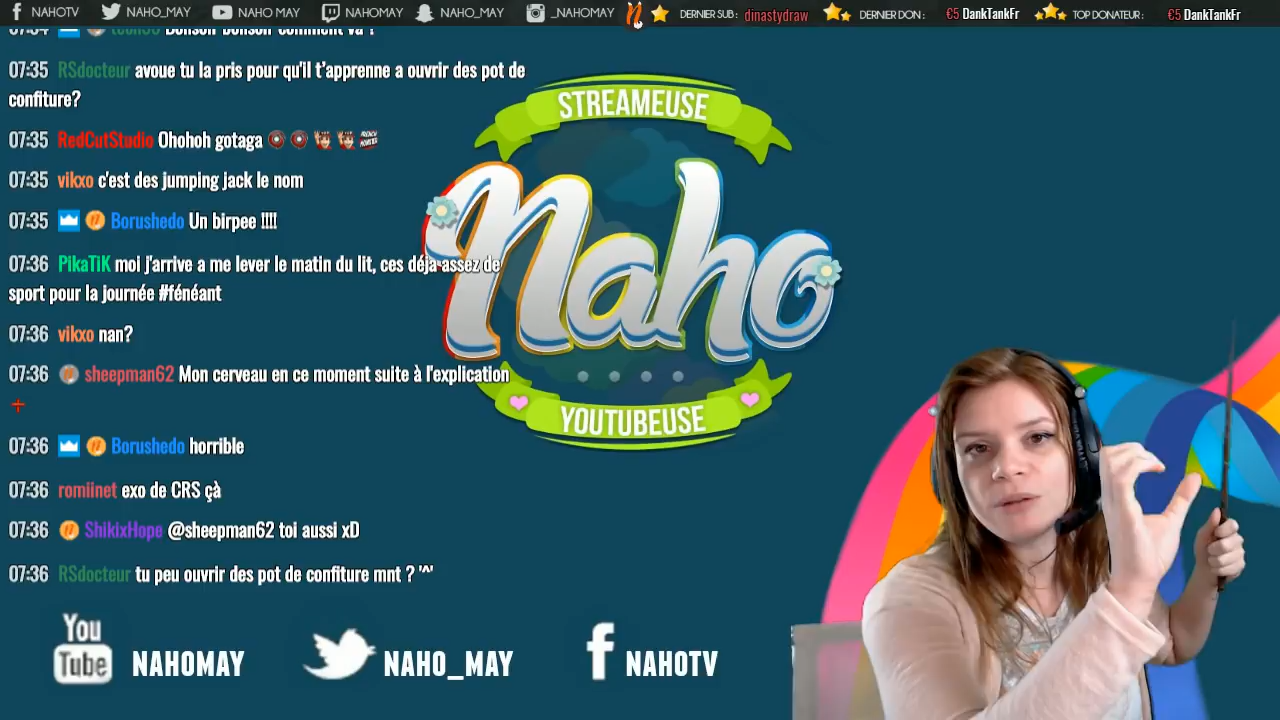 NAHOTV NAHO_MAY NAHO MAY NAHOMAY NAHO_MAY _NAHOMAY DERNIER SUB : dinastydraw DERNIER DON : €5 DankTankFr TOP DONATEUR : €5 DankTankFr
07:35 RSdocteur avoue tu la pris pour qu'il t'apprenne a ouvrir des pot de
confiture?
07:35 RedCutStudio Ohohoh gotaga
07:35 vikxo c'est des jumping jack le nom
07:35 Borushedo Un birpee !!!!
07:36 PikaTiK moi j'arrive a me lever le matin du lit, ces déja assez de
sport pour la journée #fénéant
07:36 vikxo nan?
07:36 sheepman62 Mon cerveau en ce moment suite à l'explication
07:36 Borushedo horrible
07:36 romiinet exo de CRS çà
07:36 ShikixHope @sheepman62 toi aussi xD
07:36 RSdocteur tu peu ouvrir des pot de confiture mnt ? '^'
STREAMEUSE
Naho
YOUTUBEUSE
You
Tube NAHOMAY NAHO_MAY f NAHOTV